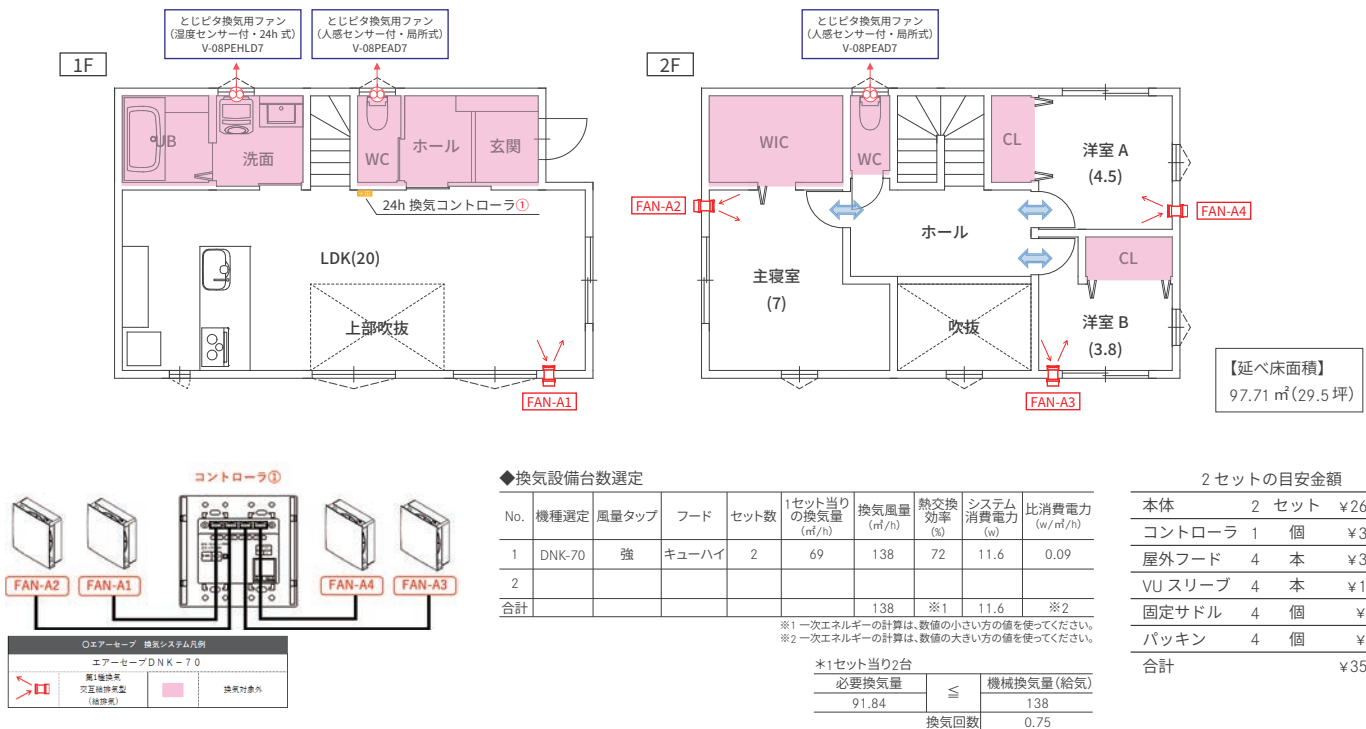 とじピタ換気用ファン
（湿度センサー付・24h 式）
V-08PEHLD7
とじピタ換気用ファン
（人感センサー付・局所式）
V-08PEAD7
とじピタ換気用ファン
（人感センサー付・局所式）
V-08PEAD7
1F
UB
洗面
WC
ホール
玄関
24h 換気コントローラ①
LDK(20)
上部吹抜
FAN-A1
2F
WIC
WC
CL
洋室 A
(4.5)
FAN-A2
FAN-A4
ホール
CL
主寝室
(7)
吹抜
洋室 B
(3.8)
FAN-A3
【延べ床面積】
97.71 ㎡(29.5 坪)
コントローラ①
FAN-A2
FAN-A1
FAN-A4
FAN-A3
〇エアーセーブ 換気システム凡例
エアーセーブＤＮＫ－７０
第1種換気
交互給排気型
（給排気）
換気対象外
◆換気設備台数選定
No. 機種選定 風量タップ フード セット数 1セット当りの換気量(㎥/h) 換気風量(㎥/h) 熱交換効率(%) システム消費電力(w) 比消費電力(w/㎥/h)
1 DNK-70 強 キューハイ 2 69 138 72 11.6 0.09
2
合計 138 ※1 11.6 ※2
※1 一次エネルギーの計算は、数値の小さい方の値を使ってください。
※2 一次エネルギーの計算は、数値の大きい方の値を使ってください。
＊1セット当り2台
必要換気量 ≦ 機械換気量(給気)
91.84 138
換気回数 0.75
2 セットの目安金額
本体 2 セット ¥26
コントローラ 1 個 ¥3
屋外フード 4 本 ¥3
VU スリーブ 4 本 ¥1
固定サドル 4 個 ¥
パッキン 4 個 ¥
合計 ¥35